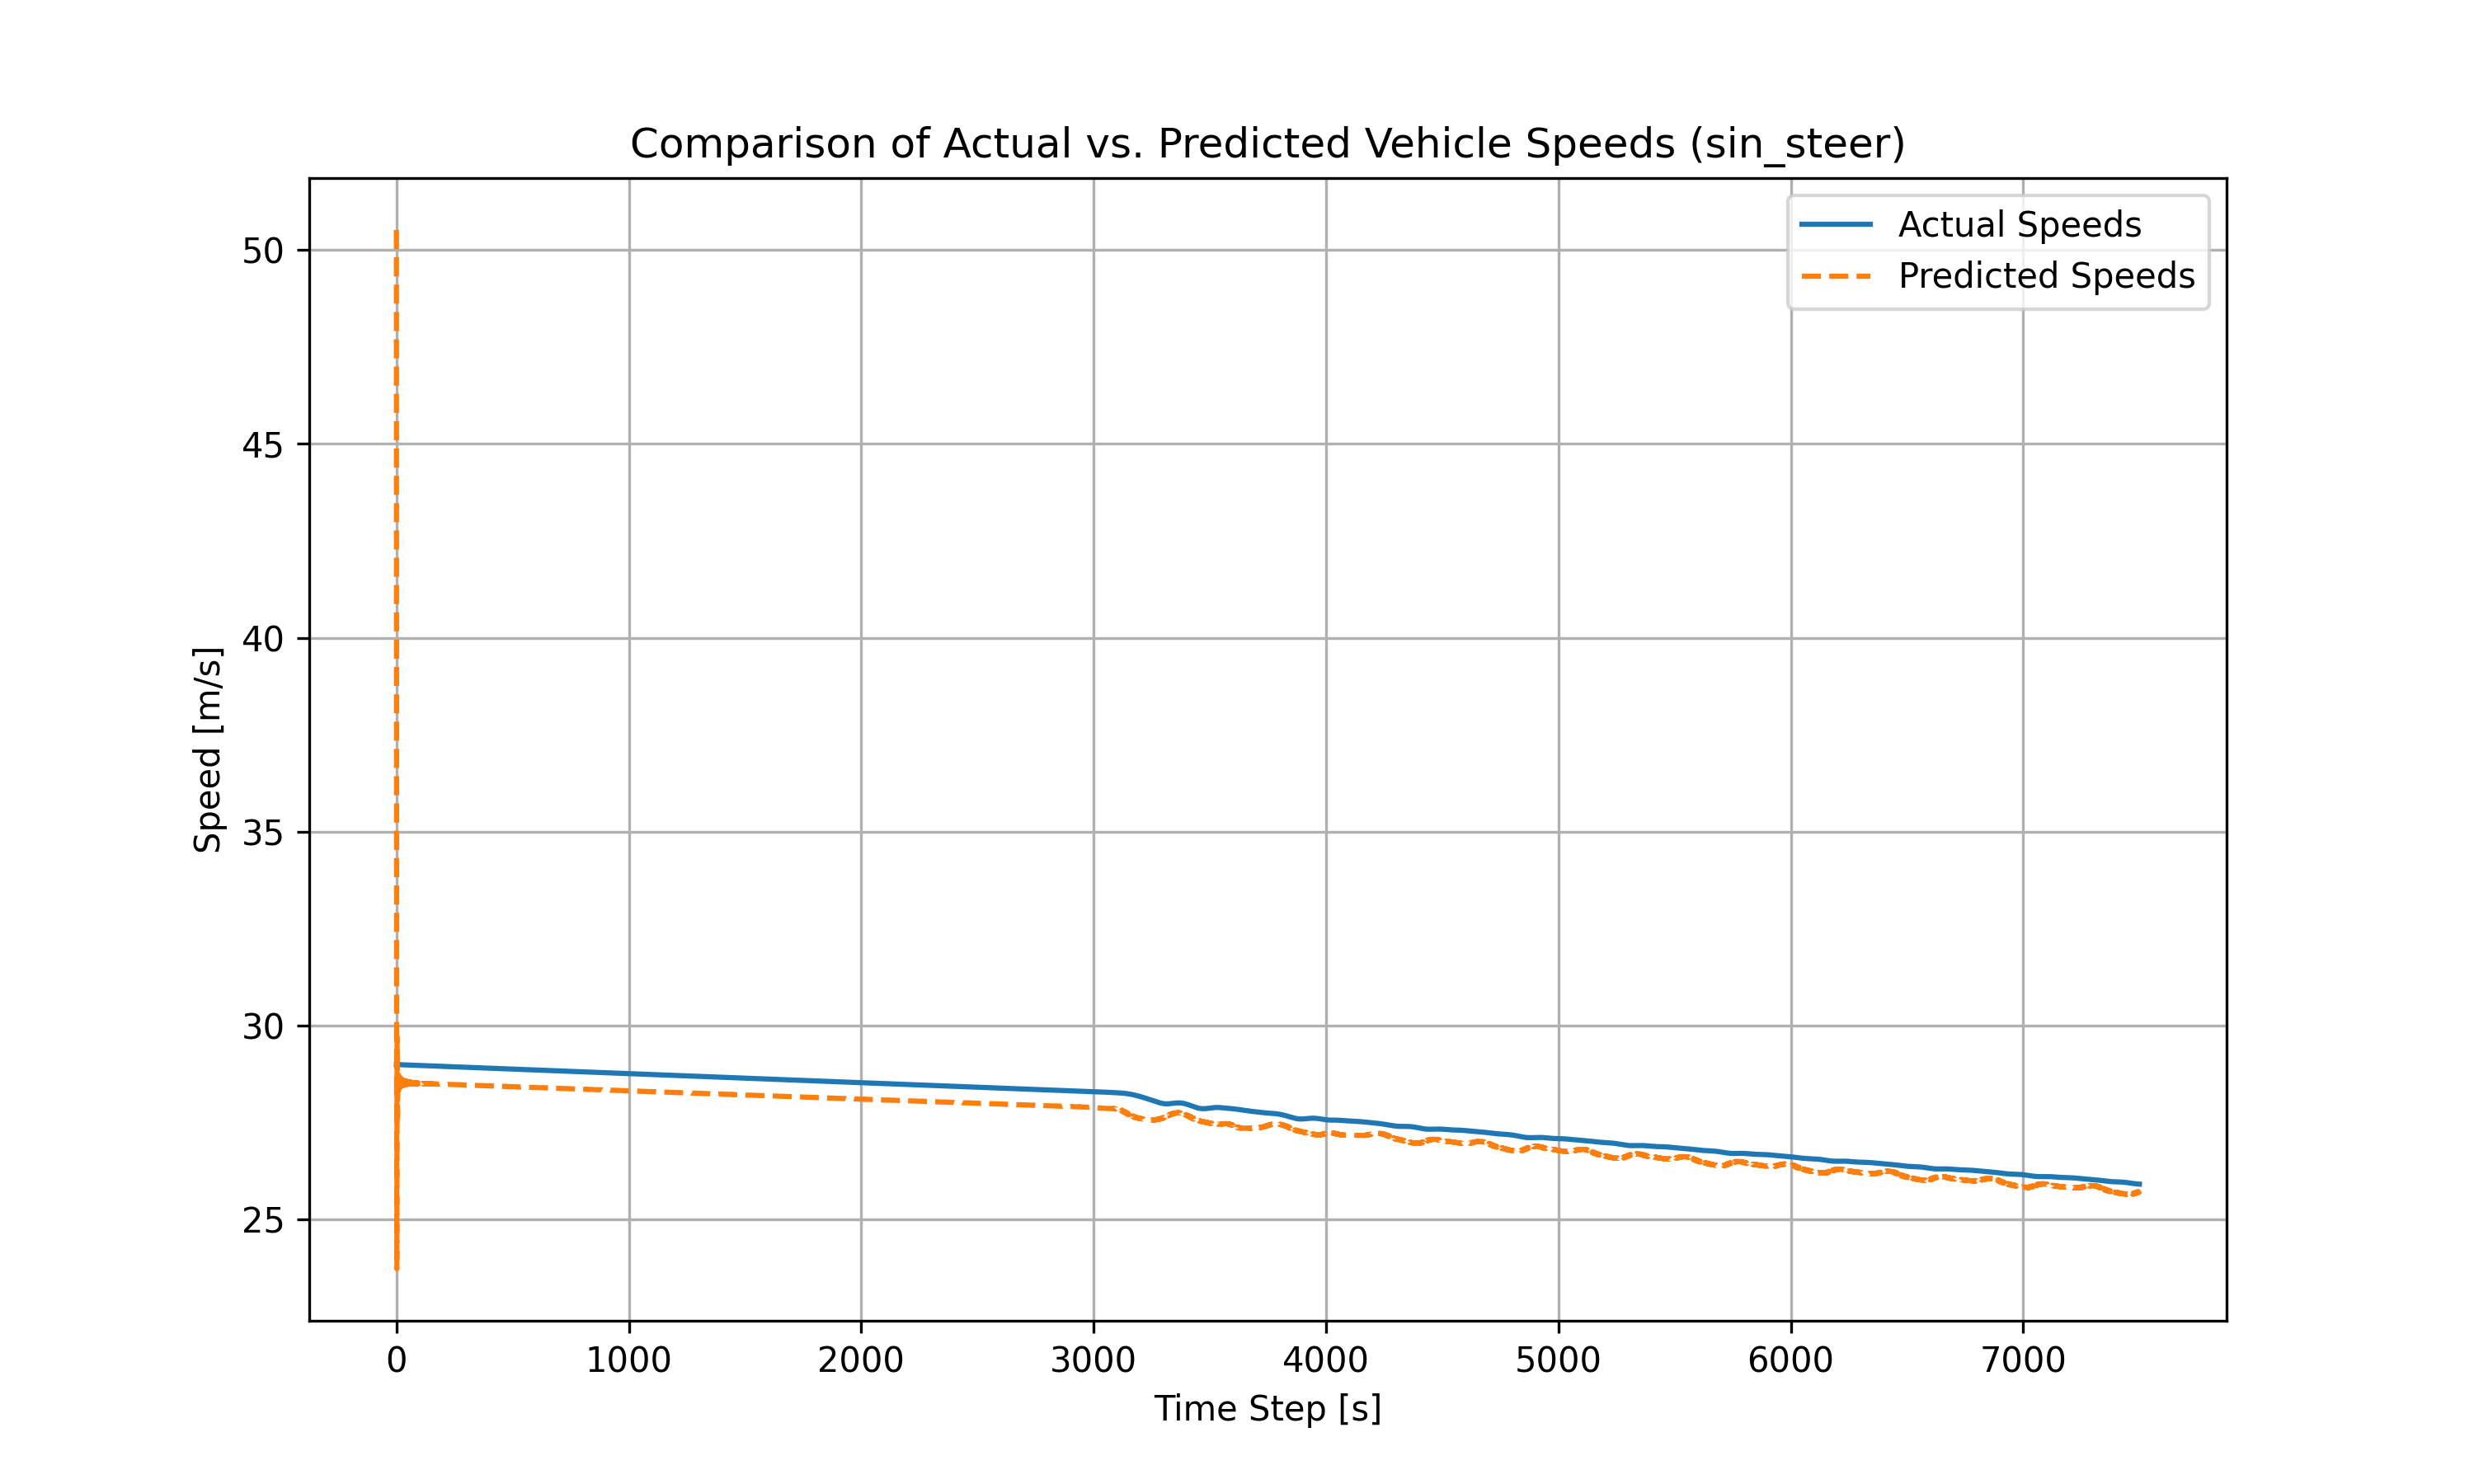 Comparison of Actual vs. Predicted Vehicle Speeds (sin_steer)
Actual Speeds
Predicted Speeds
50
45
40
35
30
25
Speed [m/s]
0 1000 2000 3000 4000 5000 6000 7000
Time Step [s]